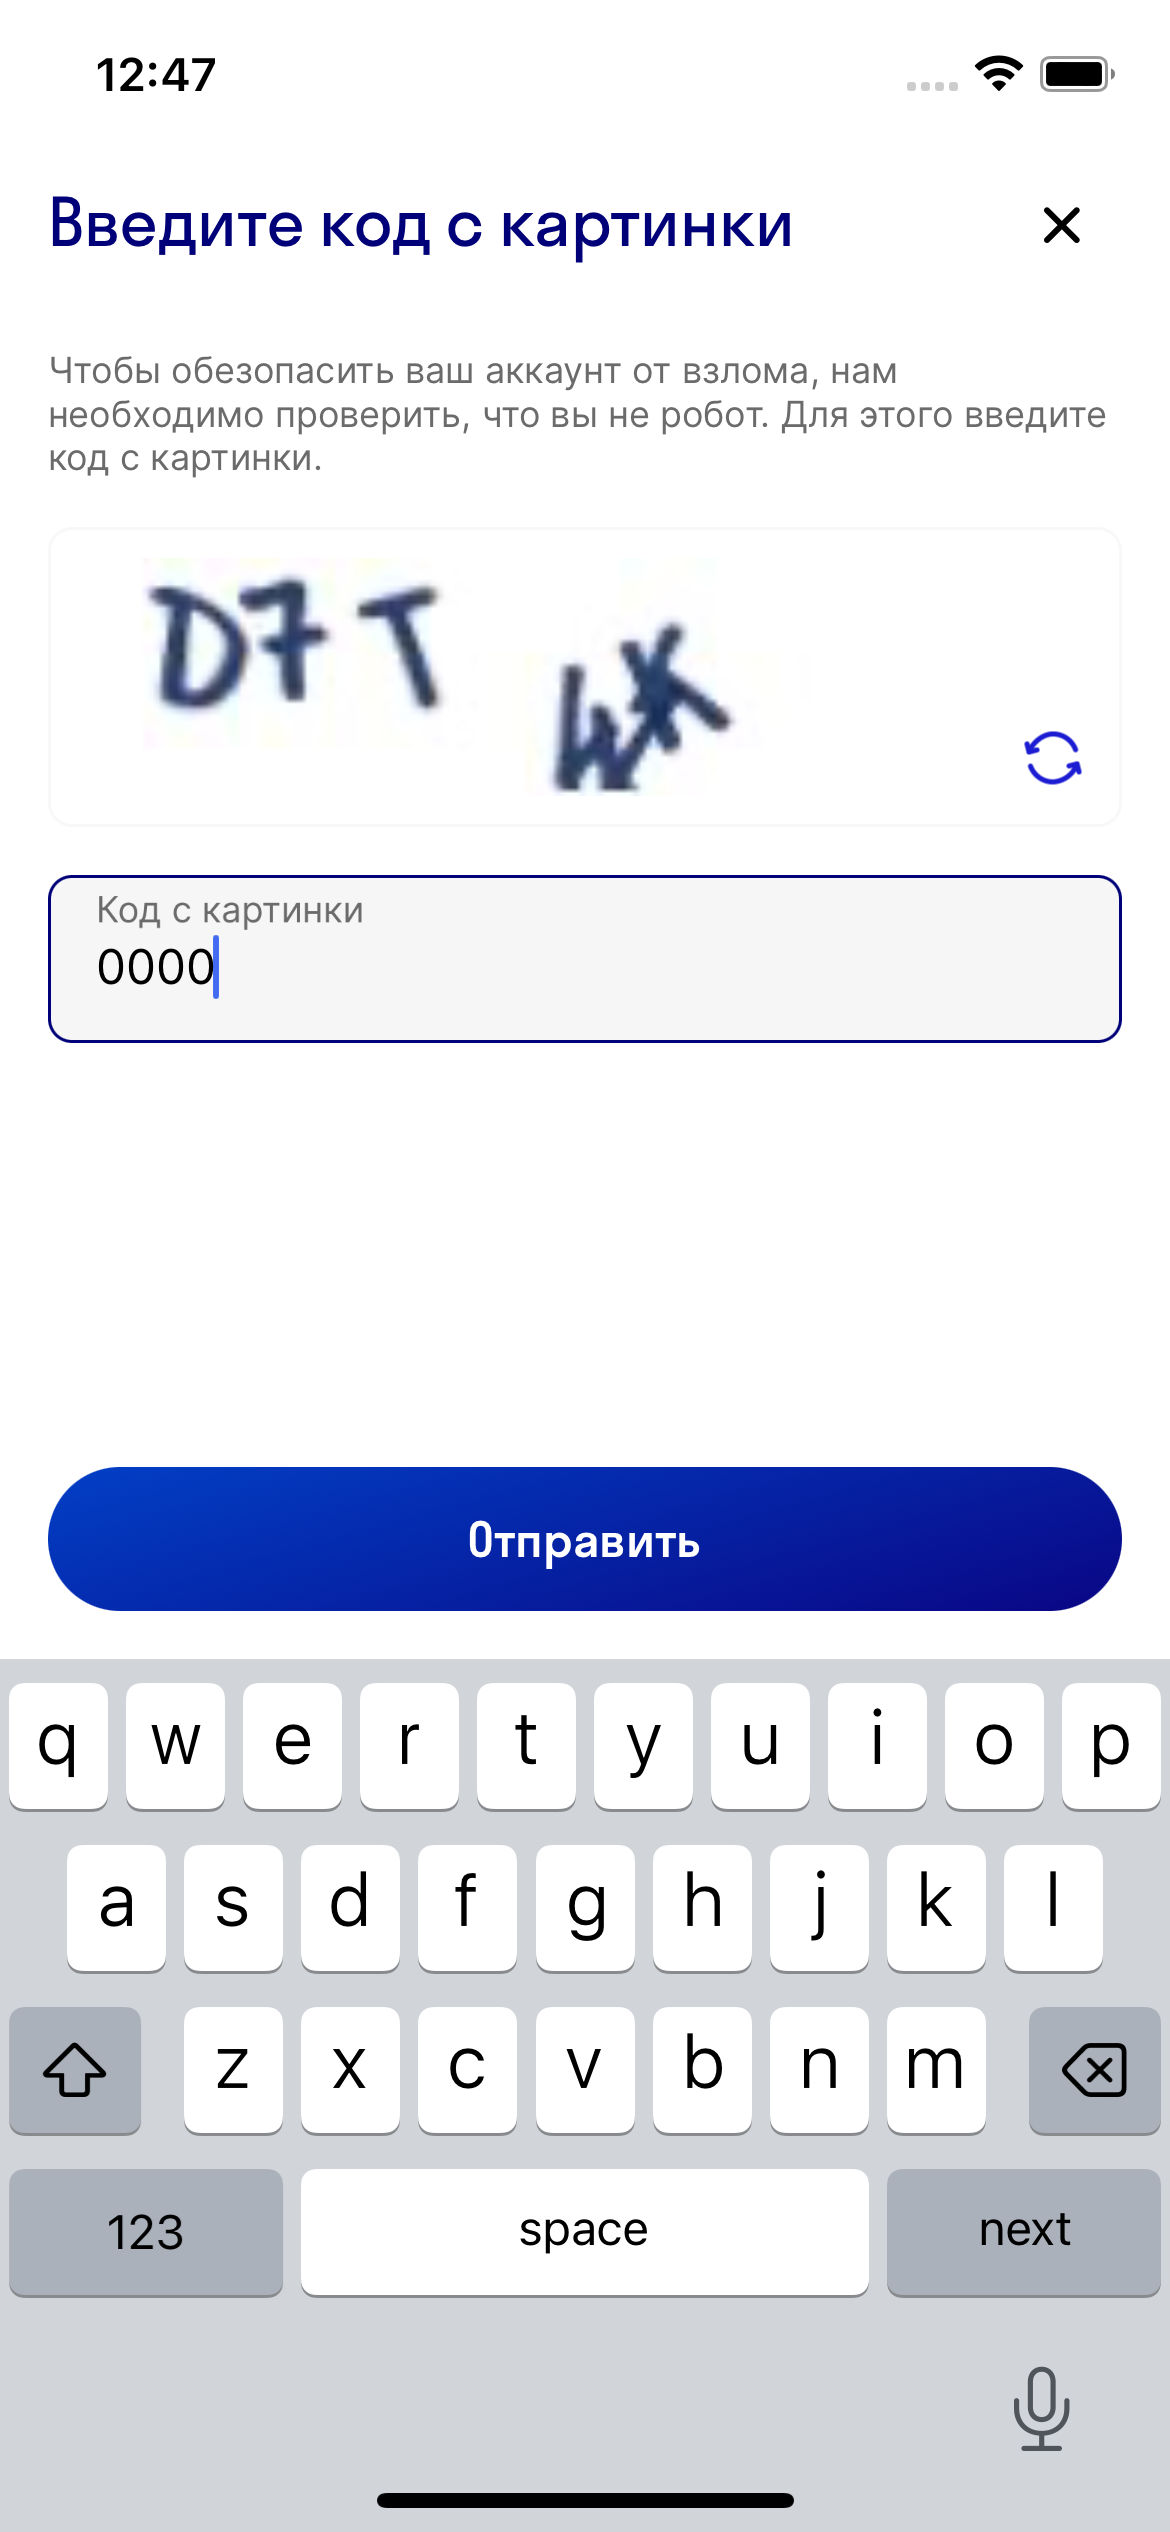 12:47
Введите код с картинки
Чтобы обезопасить ваш аккаунт от взлома, нам
необходимо проверить, что вы не робот. Для этого введите
код с картинки.
D7T
Код с картинки
0000
Отправить
q w e r t y u i o p
a s d f g h j k l
z x c v b n m
123 space next